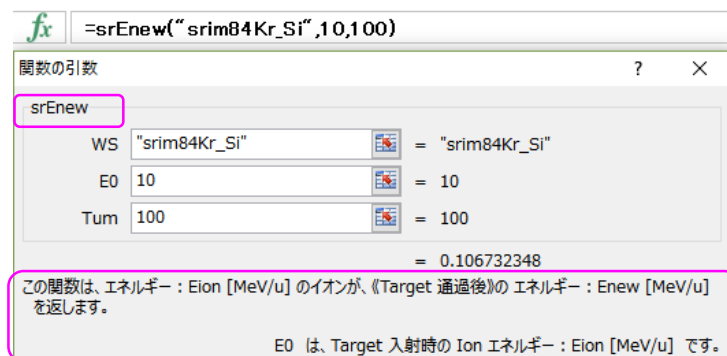 fx =srEnew("srim84Kr_Si",10,100)
関数の引数 ? ×
srEnew
WS "srim84Kr_Si" = "srim84Kr_Si"
E0 10 = 10
Tum 100 = 100
= 0.106732348
この関数は、エネルギー：Eion [MeV/u] のイオンが、《Target 通過後》の エネルギー：Enew [MeV/u]
を返します。
E0 は、Target 入射時の Ion エネルギー：Eion [MeV/u] です。